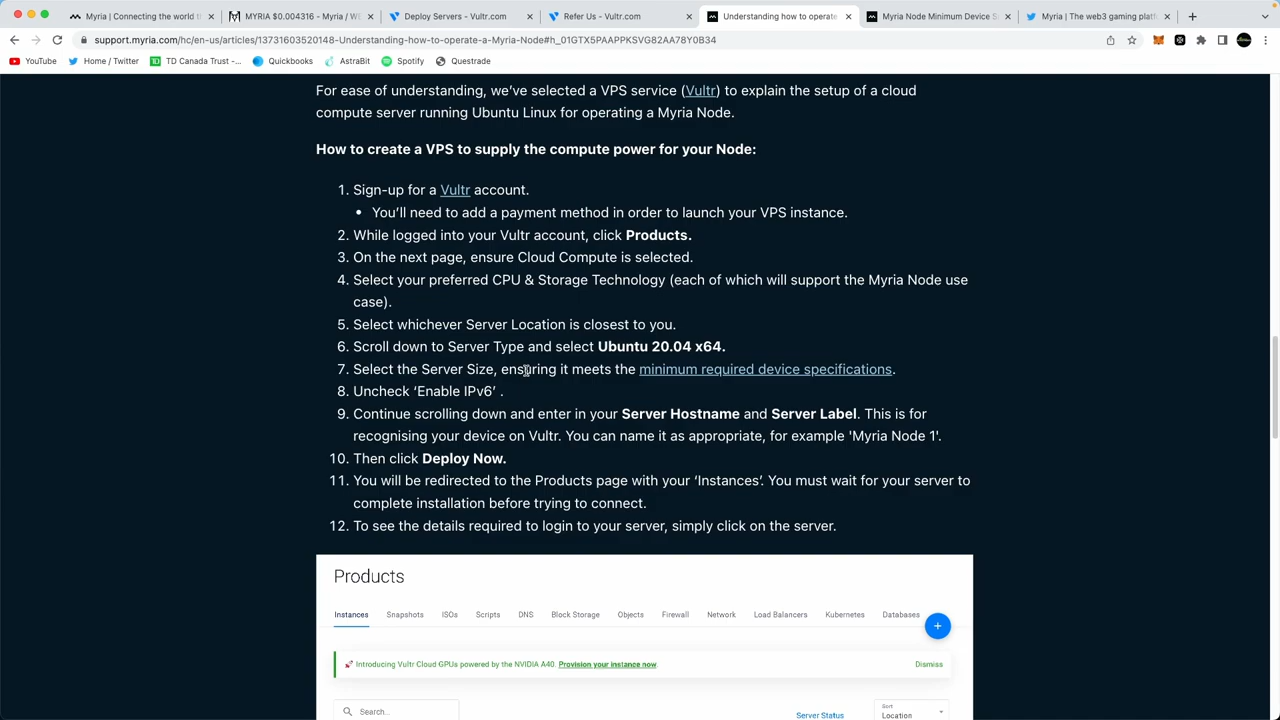 Myria | Connecting the world th
MYRIA $0.004316 - Myria / WE
Deploy Servers - Vultr.com
Refer Us - Vultr.com
Understanding how to operate
Myria Node Minimum Device S
Myria | The web3 gaming platf
support.myria.com/hc/en-us/articles/13731603520148-Understanding-how-to-operate-a-Myria-Node#h_01GTX5PAAPPKSVG82AA78Y0B34
YouTube
Home / Twitter
TD Canada Trust -...
Quickbooks
AstraBit
Spotify
Questrade
For ease of understanding, we've selected a VPS service (Vultr) to explain the setup of a cloud
compute server running Ubuntu Linux for operating a Myria Node.
How to create a VPS to supply the compute power for your Node:
1. Sign-up for a Vultr account.
• You'll need to add a payment method in order to launch your VPS instance.
2. While logged into your Vultr account, click Products.
3. On the next page, ensure Cloud Compute is selected.
4. Select your preferred CPU & Storage Technology (each of which will support the Myria Node use
case).
5. Select whichever Server Location is closest to you.
6. Scroll down to Server Type and select Ubuntu 20.04 x64.
7. Select the Server Size, ensuring it meets the minimum required device specifications.
8. Uncheck ‘Enable IPv6’ .
9. Continue scrolling down and enter in your Server Hostname and Server Label. This is for
recognising your device on Vultr. You can name it as appropriate, for example 'Myria Node 1'.
10. Then click Deploy Now.
11. You will be redirected to the Products page with your ‘Instances’. You must wait for your server to
complete installation before trying to connect.
12. To see the details required to login to your server, simply click on the server.
Products
Instances
Snapshots
ISOs
Scripts
DNS
Block Storage
Objects
Firewall
Network
Load Balancers
Kubernetes
Databases
Introducing Vultr Cloud GPUs powered by the NVIDIA A40. Provision your instance now.
Dismiss
Search...
Server Status
Sort
Location